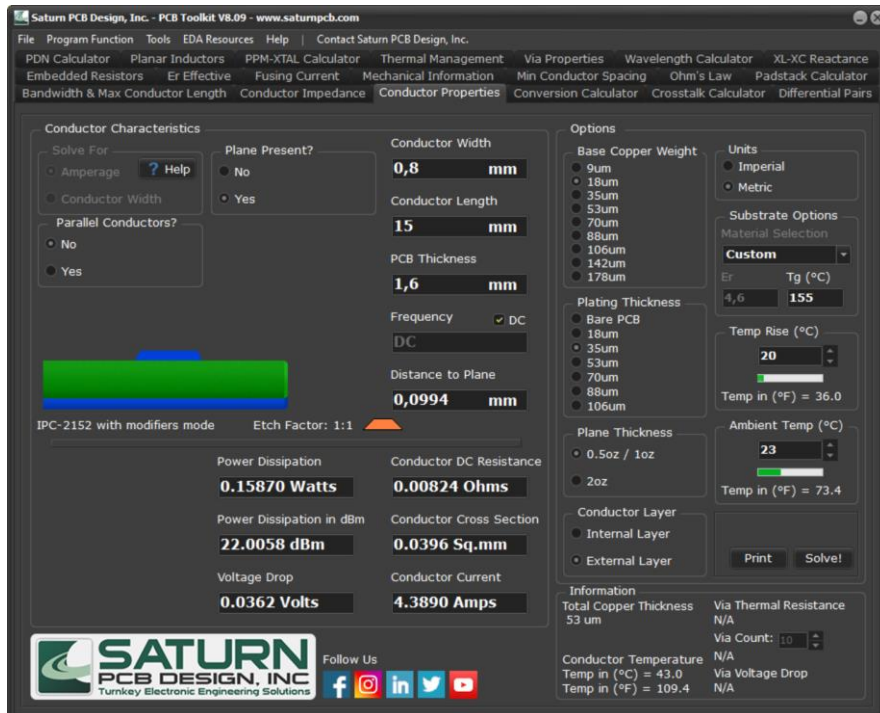 Saturn PCB Design, Inc. - PCB Toolkit V8.09 - www.saturnpcb.com
File Program Function Tools EDA Resources Help Contact Saturn PCB Design, Inc.
PDN Calculator Planar Inductors PPM-XTAL Calculator Thermal Management Via Properties Wavelength Calculator XL-XC Reactance
Embedded Resistors Er Effective Fusing Current Mechanical Information Min Conductor Spacing Ohm's Law Padstack Calculator
Bandwidth & Max Conductor Length Conductor Impedance Conductor Properties Conversion Calculator Crosstalk Calculator Differential Pairs
Conductor Characteristics
Solve For
Amperage
? Help
Conductor Width
Plane Present?
No
Yes
Parallel Conductors?
No
Yes
Conductor Width
0,8 mm
Conductor Length
15 mm
PCB Thickness
1,6 mm
Frequency DC
DC
Distance to Plane
0,0994 mm
IPC-2152 with modifiers mode Etch Factor: 1:1
Power Dissipation
0.15870 Watts
Conductor DC Resistance
0.00824 Ohms
Power Dissipation in dBm
22.0058 dBm
Conductor Cross Section
0.0396 Sq.mm
Voltage Drop
0.0362 Volts
Conductor Current
4.3890 Amps
Options
Base Copper Weight
9um
18um
35um
53um
70um
88um
106um
142um
178um
Units
Imperial
Metric
Substrate Options
Material Selection
Custom
Er Tg (°C)
4,6 155
Plating Thickness
Bare PCB
18um
35um
53um
70um
88um
106um
Temp Rise (°C)
20
Temp in (°F) = 36.0
Plane Thickness
0.5oz / 1oz
2oz
Ambient Temp (°C)
23
Temp in (°F) = 73.4
Conductor Layer
Internal Layer
External Layer
Print Solve!
Information
Total Copper Thickness
53 um
Via Thermal Resistance
N/A
Via Count: 10
N/A
Conductor Temperature
Temp in (°C) = 43.0
Temp in (°F) = 109.4
Via Voltage Drop
N/A
SATURN
PCB DESIGN, INC
Turnkey Electronic Engineering Solutions
Follow Us